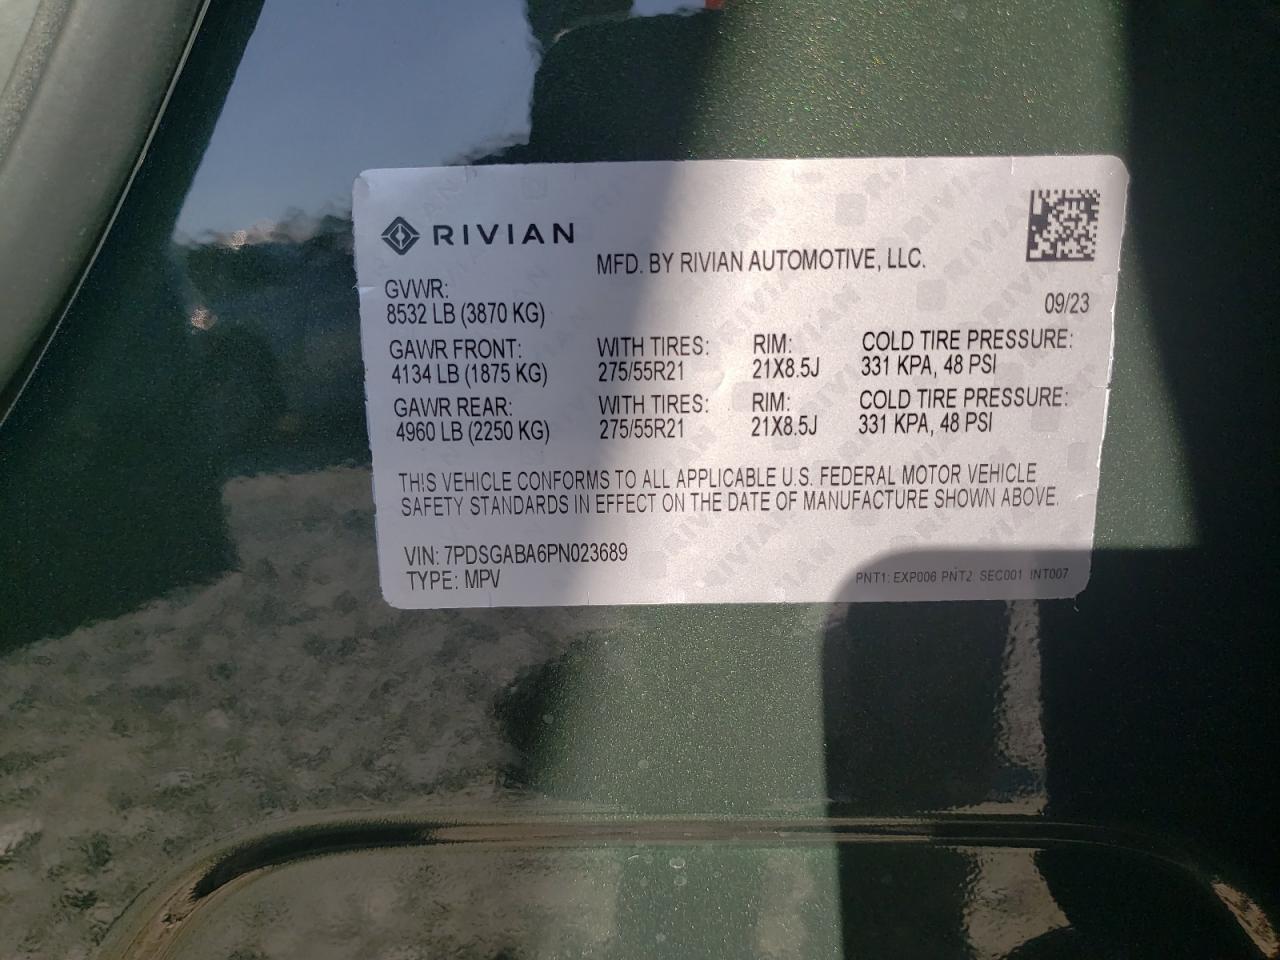 RIVIAN
MFD. BY RIVIAN AUTOMOTIVE, LLC.
GVWR:
8532 LB (3870 KG)
09/23
GAWR FRONT: WITH TIRES: RIM: COLD TIRE PRESSURE:
4134 LB (1875 KG) 275/55R21 21X8.5J 331 KPA, 48 PSI
GAWR REAR: WITH TIRES: RIM: COLD TIRE PRESSURE:
4960 LB (2250 KG) 275/55R21 21X8.5J 331 KPA, 48 PSI
THIS VEHICLE CONFORMS TO ALL APPLICABLE U.S. FEDERAL MOTOR VEHICLE
SAFETY STANDARDS IN EFFECT ON THE DATE OF MANUFACTURE SHOWN ABOVE.
VIN: 7PDSGABA6PN023689
TYPE: MPV
PNT1: EXP006 PNT2: SEC001 INT007